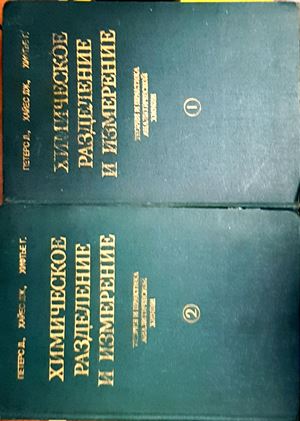 ПЕТЕРС Д., ХАЙЕС ДЖ., ХИФТЬЕ Г.
ХИМИЧЕСКОЕ
РАЗДЕЛЕНИЕ
И ИЗМЕРЕНИЕ
ТЕОРИЯ И ПРАКТИКА
АНАЛИТИЧЕСКОЙ
ХИМИИ
1
ПЕТЕРС Д., ХАЙЕС ДЖ., ХИФТЬЕ Г.
ХИМИЧЕСКОЕ
РАЗДЕЛЕНИЕ
И ИЗМЕРЕНИЕ
ТЕОРИЯ И ПРАКТИКА
АНАЛИТИЧЕСКОЙ
ХИМИИ
2